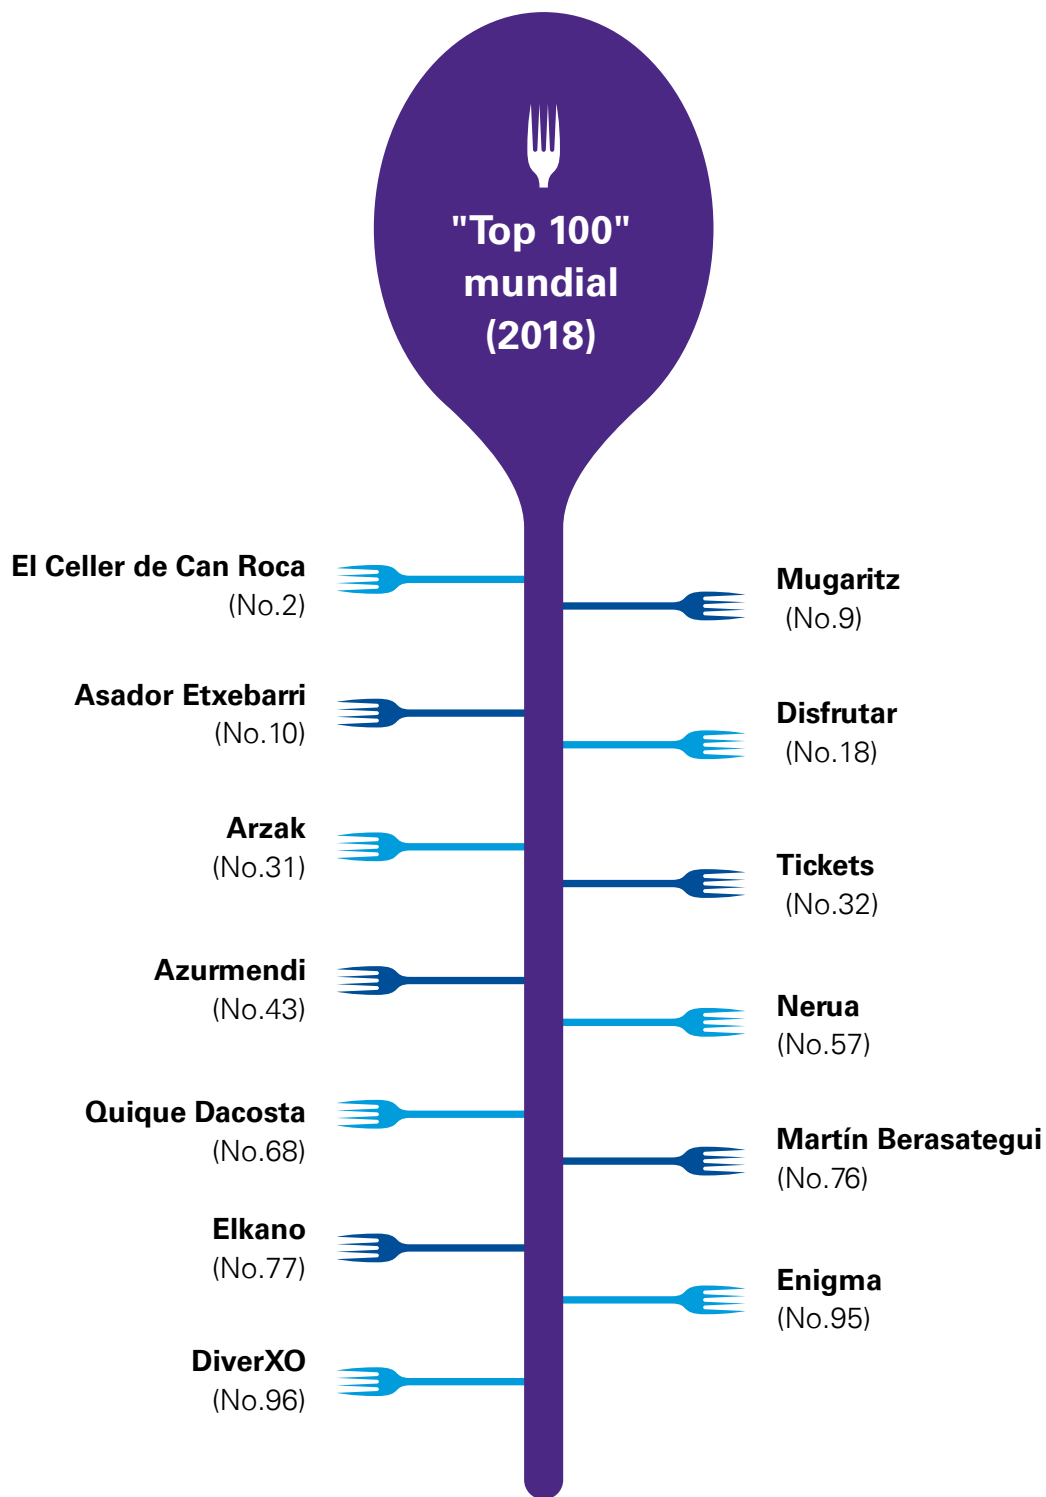 "Top 100"
mundial
(2018)
El Celler de Can Roca
(No.2)
Mugaritz
(No.9)
Asador Etxebarri
(No.10)
Disfrutar
(No.18)
Arzak
(No.31)
Tickets
(No.32)
Azurmendi
(No.43)
Nerua
(No.57)
Quique Dacosta
(No.68)
Martín Berasategui
(No.76)
Elkano
(No.77)
Enigma
(No.95)
DiverXO
(No.96)